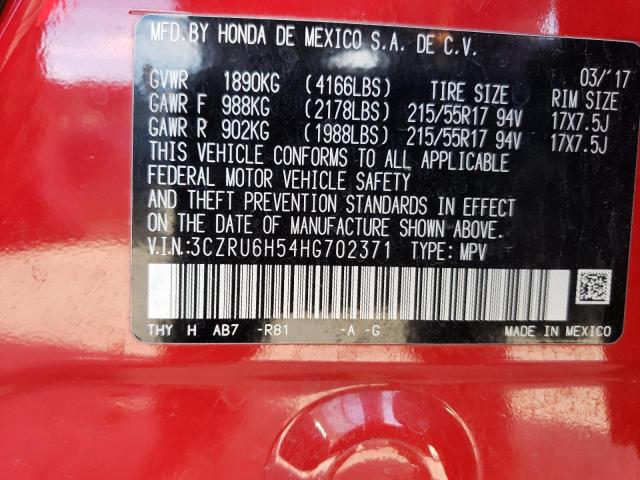 MFD.BY HONDA DE MEXICO S.A. DE C.V.
03/'17
GVWR 1890KG (4166LBS) TIRE SIZE RIM SIZE
GAWR F 988KG (2178LBS) 215/55R17 94V 17X7.5J
GAWR R 902KG (1988LBS) 215/55R17 94V 17X7.5J
THIS VEHICLE CONFORMS TO ALL APPLICABLE
FEDERAL MOTOR VEHICLE SAFETY
AND THEFT PREVENTION STANDARDS IN EFFECT
ON THE DATE OF MANUFACTURE SHOWN ABOVE.
V.I.N.:3CZRU6H54HG702371 TYPE: MPV
THY H AB7 -R81 -A -G MADE IN MEXICO